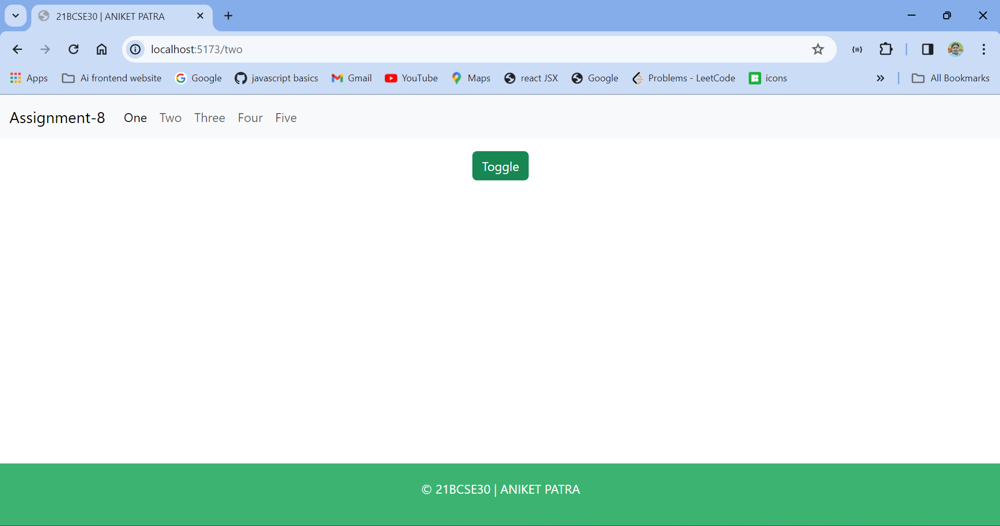 21BCSE30 | ANIKET PATRA
localhost:5173/two
Apps Ai frontend website Google javascript basics Gmail YouTube Maps react JSX Google Problems - LeetCode icons » All Bookmarks
Assignment-8 One Two Three Four Five
Toggle
© 21BCSE30 | ANIKET PATRA